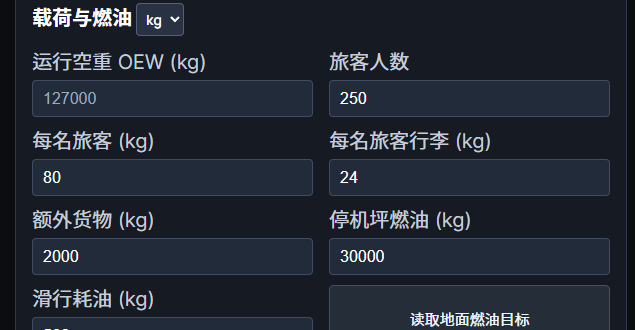 载荷与燃油 kg
运行空重 OEW (kg) 旅客人数
127000 250
每名旅客 (kg) 每名旅客行李 (kg)
80 24
额外货物 (kg) 停机坪燃油 (kg)
2000 30000
滑行耗油 (kg)
读取地面燃油目标